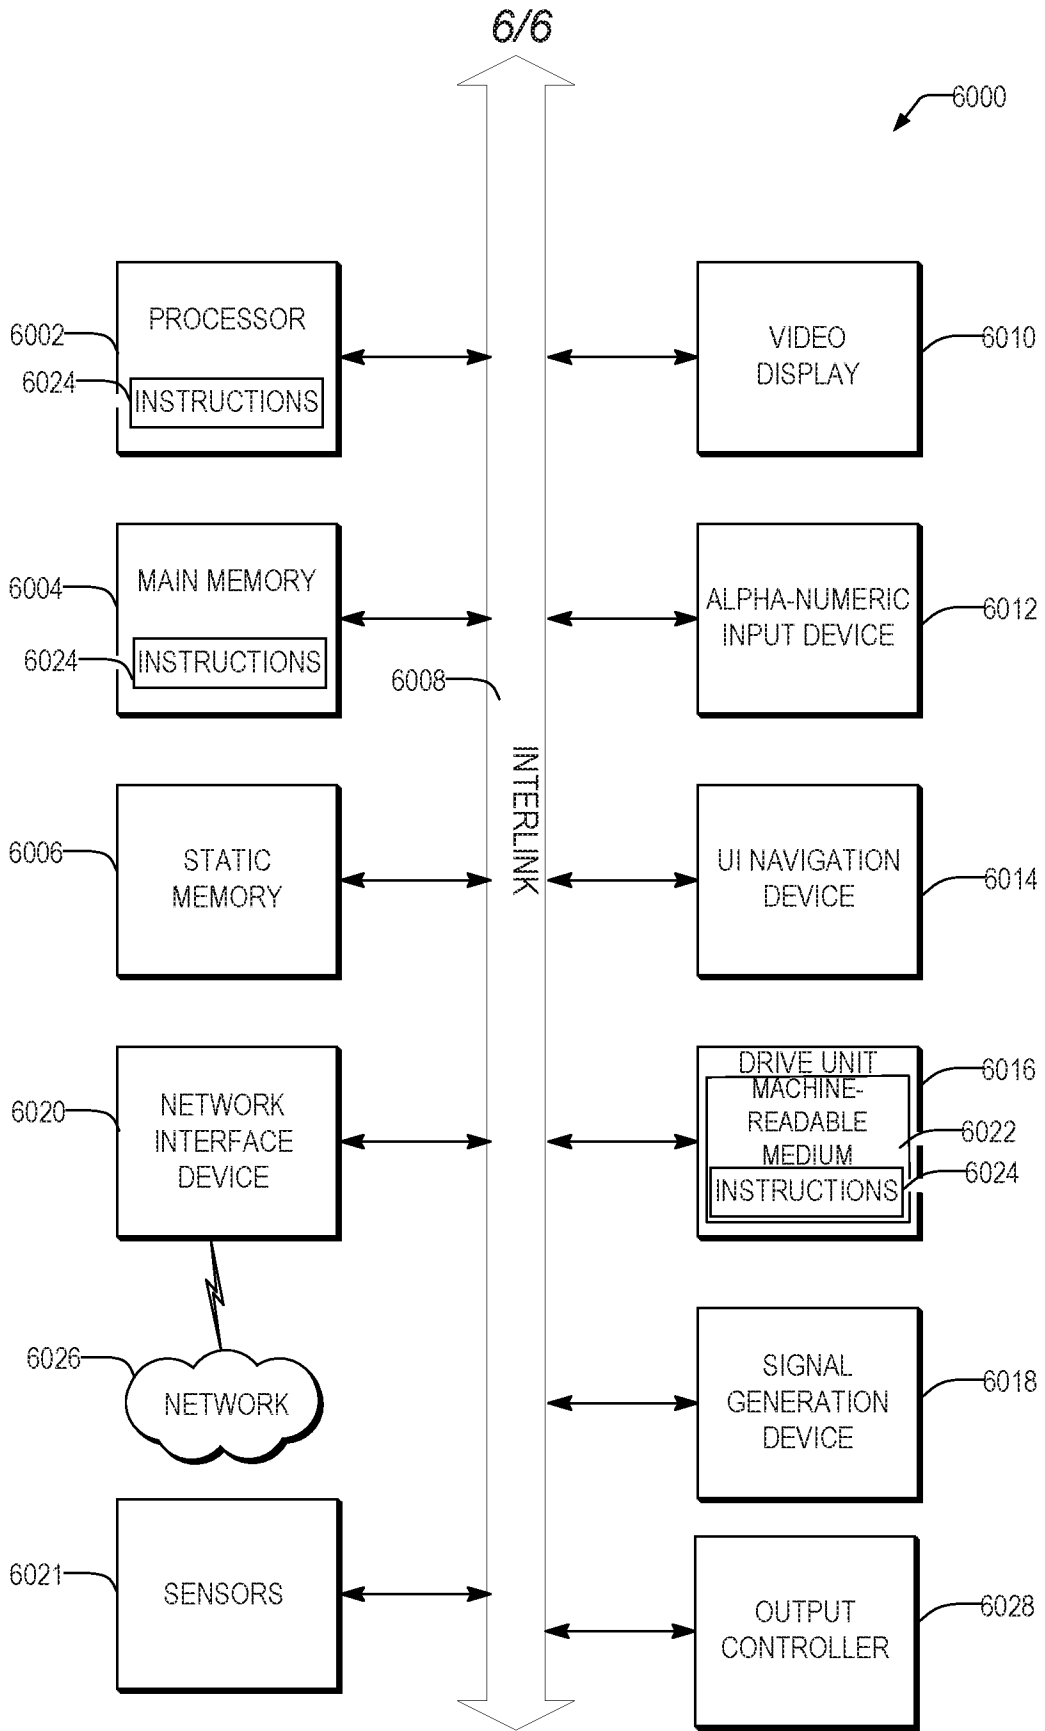 6/6
6000
PROCESSOR
6002
6024
INSTRUCTIONS
VIDEO
DISPLAY
6010
MAIN MEMORY
6004
6024
INSTRUCTIONS
ALPHA-NUMERIC
INPUT DEVICE
6012
6008
INTERLINK
STATIC
MEMORY
6006
UI NAVIGATION
DEVICE
6014
NETWORK
INTERFACE
DEVICE
6020
DRIVE UNIT
6016
MACHINE-
READABLE
MEDIUM
6022
INSTRUCTIONS
6024
6026
NETWORK
SIGNAL
GENERATION
DEVICE
6018
6021
SENSORS
OUTPUT
CONTROLLER
6028